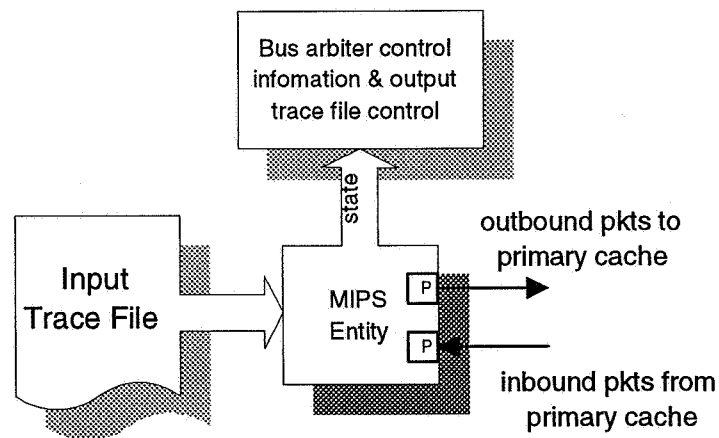 Bus arbiter control
infomation & output
trace file control
state
outbound pkts to
primary cache
Input
Trace File
MIPS
Entity
P
P
inbound pkts from
primary cache